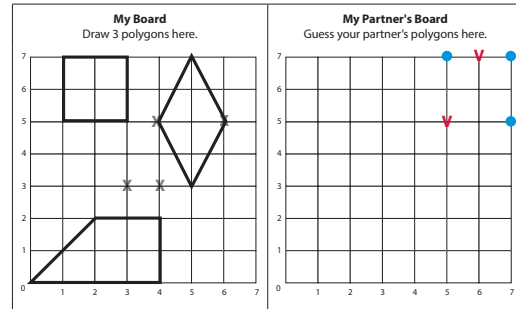 My Board
Draw 3 polygons here.
7
6
5
4
3
2
1
0
1 2 3 4 5 6 7
X X
X X
My Partner's Board
Guess your partner's polygons here.
7
6
5
4
3
2
1
0
1 2 3 4 5 6 7
V
V